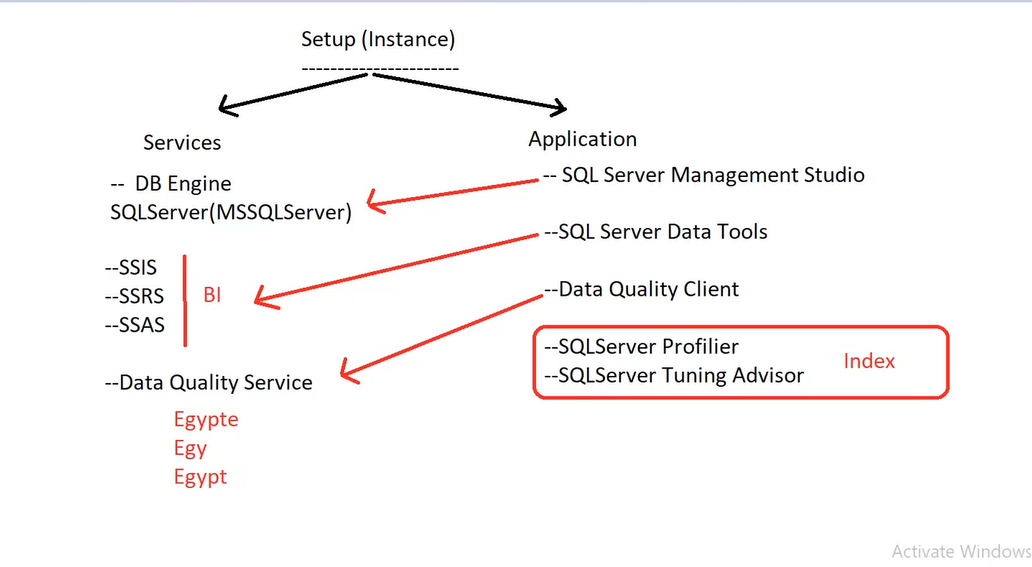 Setup (Instance)
----------------------
Services
-- DB Engine
SQLServer(MSSQLServer)
--SSIS
--SSRS
--SSAS
BI
--Data Quality Service
Egypte
Egy
Egypt
Application
-- SQL Server Management Studio
--SQL Server Data Tools
--Data Quality Client
--SQLServer Profilier
--SQLServer Tuning Advisor
Index
Activate Windows